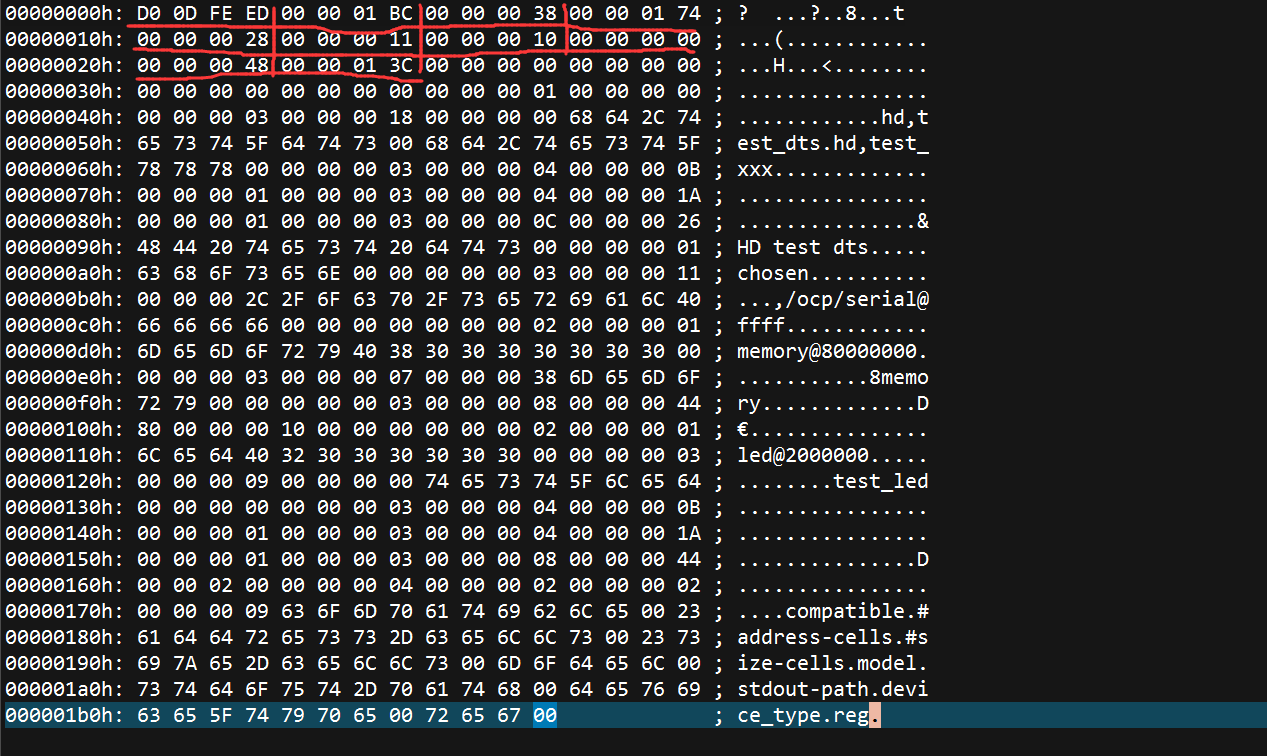 00000000h: D0 0D FE ED 00 00 01 BC 00 00 00 38 00 00 01 74 ; ?  ...?..8...t
00000010h: 00 00 00 28 00 00 00 11 00 00 00 10 00 00 00 00 ; ...(............
00000020h: 00 00 00 48 00 00 01 3C 00 00 00 00 00 00 00 00 ; ...H...<........
00000030h: 00 00 00 00 00 00 00 00 00 00 00 01 00 00 00 00 ; ................
00000040h: 00 00 00 03 00 00 00 18 00 00 00 00 68 64 2C 74 ; ............hd,t
00000050h: 65 73 74 5F 64 74 73 00 68 64 2C 74 65 73 74 5F ; est_dts.hd,test_
00000060h: 78 78 78 00 00 00 00 03 00 00 00 04 00 00 00 0B ; xxx.............
00000070h: 00 00 00 01 00 00 00 03 00 00 00 04 00 00 00 1A ; ................
00000080h: 00 00 00 01 00 00 00 03 00 00 00 0C 00 00 00 26 ; ...............&
00000090h: 48 44 20 74 65 73 74 20 64 74 73 00 00 00 00 01 ; HD test dts.....
000000a0h: 63 68 6F 73 65 6E 00 00 00 00 00 03 00 00 00 11 ; chosen..........
000000b0h: 00 00 00 2C 2F 6F 63 70 2F 73 65 72 69 61 6C 40 ; ...,/ocp/serial@
000000c0h: 66 66 66 66 00 00 00 00 00 00 00 02 00 00 00 01 ; ffff............
000000d0h: 6D 65 6D 6F 72 79 40 38 30 30 30 30 30 30 30 00 ; memory@80000000.
000000e0h: 00 00 00 03 00 00 00 07 00 00 00 38 6D 65 6D 6F ; ...........8memo
000000f0h: 72 79 00 00 00 00 00 03 00 00 00 08 00 00 00 44 ; ry.............D
00000100h: 80 00 00 00 10 00 00 00 00 00 00 02 00 00 00 01 ; €...............
00000110h: 6C 65 64 40 32 30 30 30 30 30 30 00 00 00 00 03 ; led@2000000.....
00000120h: 00 00 00 09 00 00 00 00 74 65 73 74 5F 6C 65 64 ; ........test_led
00000130h: 00 00 00 00 00 00 00 03 00 00 00 04 00 00 00 0B ; ................
00000140h: 00 00 00 01 00 00 00 03 00 00 00 04 00 00 00 1A ; ................
00000150h: 00 00 00 01 00 00 00 03 00 00 00 08 00 00 00 44 ; ...............D
00000160h: 00 00 02 00 00 00 00 04 00 00 00 02 00 00 00 02 ; ................
00000170h: 00 00 00 09 63 6F 6D 70 61 74 69 62 6C 65 00 23 ; ....compatible.#
00000180h: 61 64 64 72 65 73 73 2D 63 65 6C 6C 73 00 23 73 ; address-cells.#s
00000190h: 69 7A 65 2D 63 65 6C 6C 73 00 6D 6F 64 65 6C 00 ; ize-cells.model.
000001a0h: 73 74 64 6F 75 74 2D 70 61 74 68 00 64 65 76 69 ; stdout-path.devi
000001b0h: 63 65 5F 74 79 70 65 00 72 65 67 00 ; ce_type.reg.